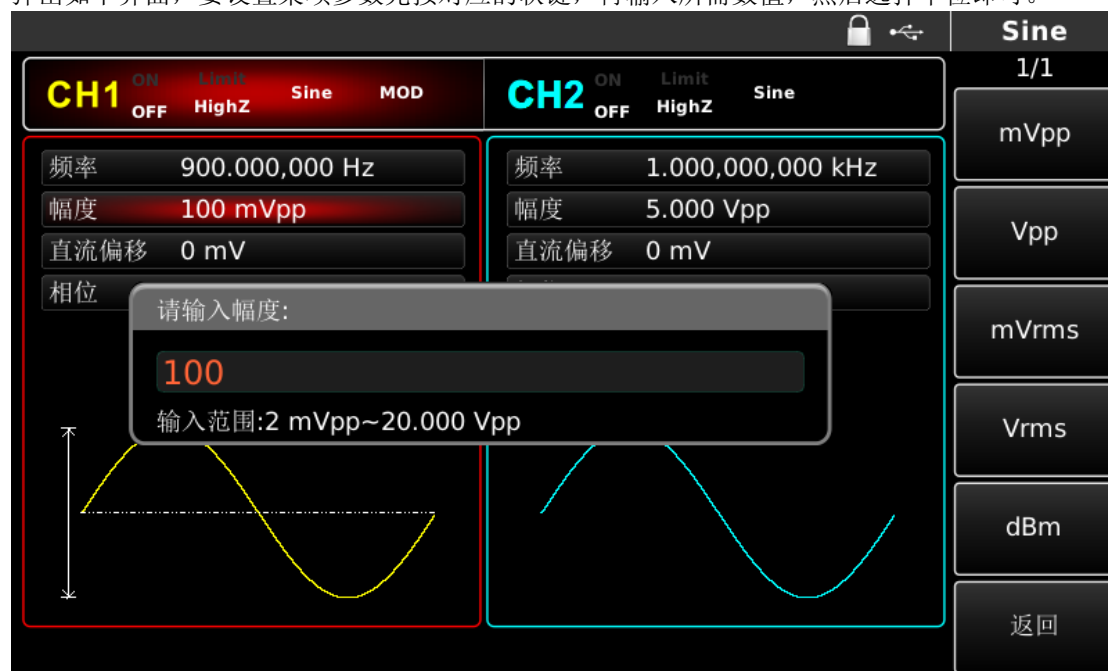 Sine
1/1
CH1 ON OFF Limit HighZ Sine MOD
CH2 ON OFF Limit HighZ Sine
频率 900.000,000 Hz
幅度 100 mVpp
直流偏移 0 mV
相位
频率 1.000,000,000 kHz
幅度 5.000 Vpp
直流偏移 0 mV
请输入幅度:
100
输入范围:2 mVpp~20.000 Vpp
mVpp
Vpp
mVrms
Vrms
dBm
返回